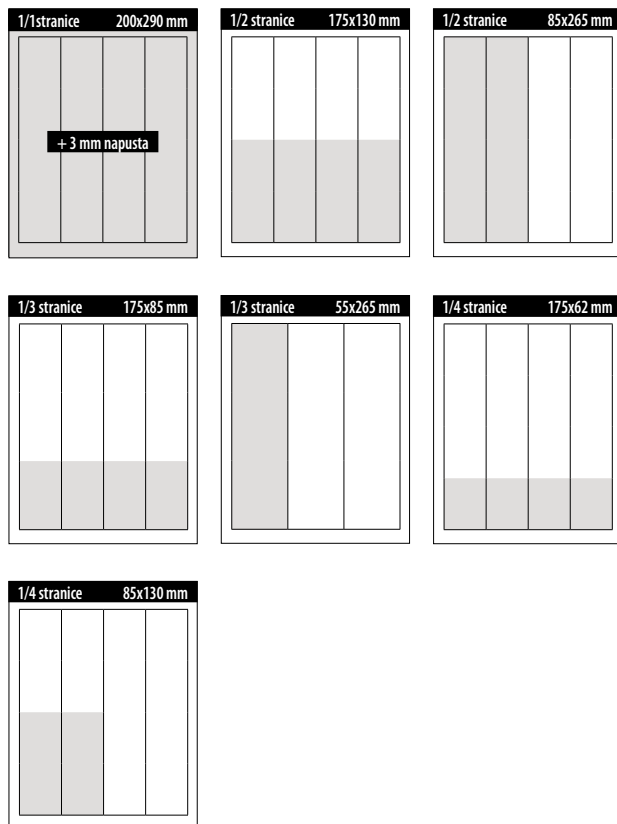 1/1stranice 200x290 mm
+ 3 mm napusta
1/2 stranice 175x130 mm
1/2 stranice 85x265 mm
1/3 stranice 175x85 mm
1/3 stranice 55x265 mm
1/4 stranice 175x62 mm
1/4 stranice 85x130 mm